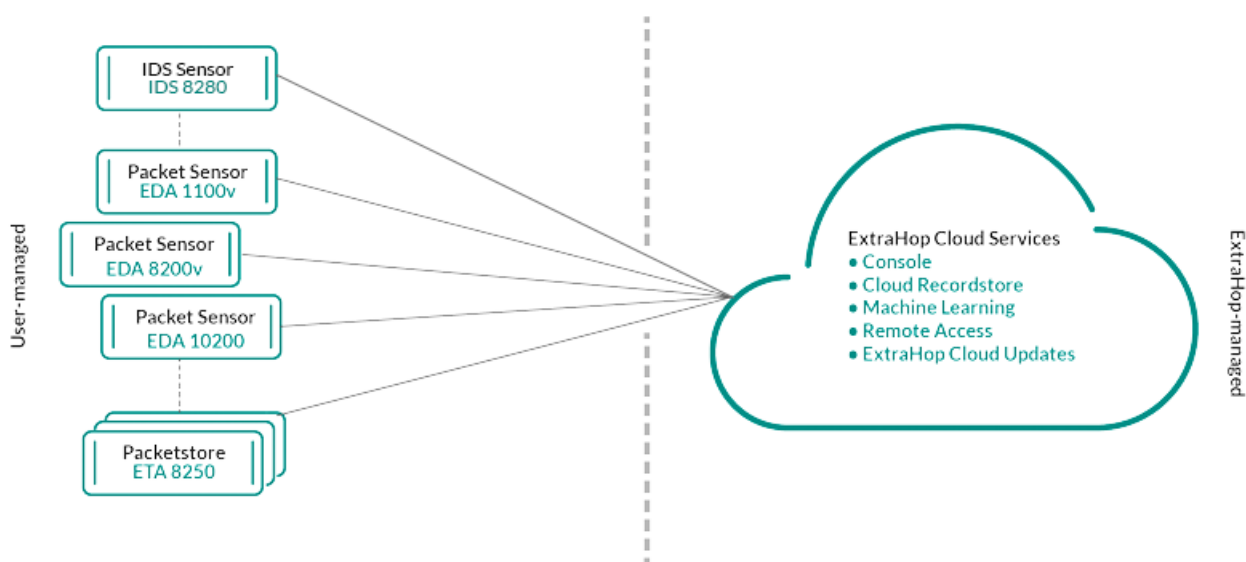 User-managed
IDS Sensor
IDS 8280
Packet Sensor
EDA 1100v
Packet Sensor
EDA 8200v
Packet Sensor
EDA 10200
Packetstore
ETA 8250
ExtraHop Cloud Services
• Console
• Cloud Recordstore
• Machine Learning
• Remote Access
• ExtraHop Cloud Updates
ExtraHop-managed